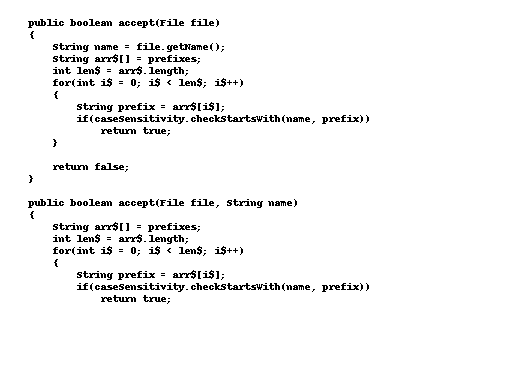 public boolean accept(File file)
{
    String name = file.getName();
    String arr$[] = prefixes;
    int len$ = arr$.length;
    for(int i$ = 0; i$ < len$; i$++)
    {
        String prefix = arr$[i$];
        if(caseSensitivity.checkStartsWith(name, prefix))
            return true;
    }

    return false;
}

public boolean accept(File file, String name)
{
    String arr$[] = prefixes;
    int len$ = arr$.length;
    for(int i$ = 0; i$ < len$; i$++)
    {
        String prefix = arr$[i$];
        if(caseSensitivity.checkStartsWith(name, prefix))
            return true;